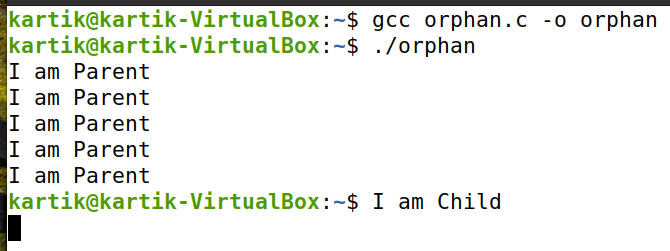 kartik@kartik-VirtualBox:~$ gcc orphan.c -o orphan
kartik@kartik-VirtualBox:~$ ./orphan
I am Parent
I am Parent
I am Parent
I am Parent
I am Parent
kartik@kartik-VirtualBox:~$ I am Child